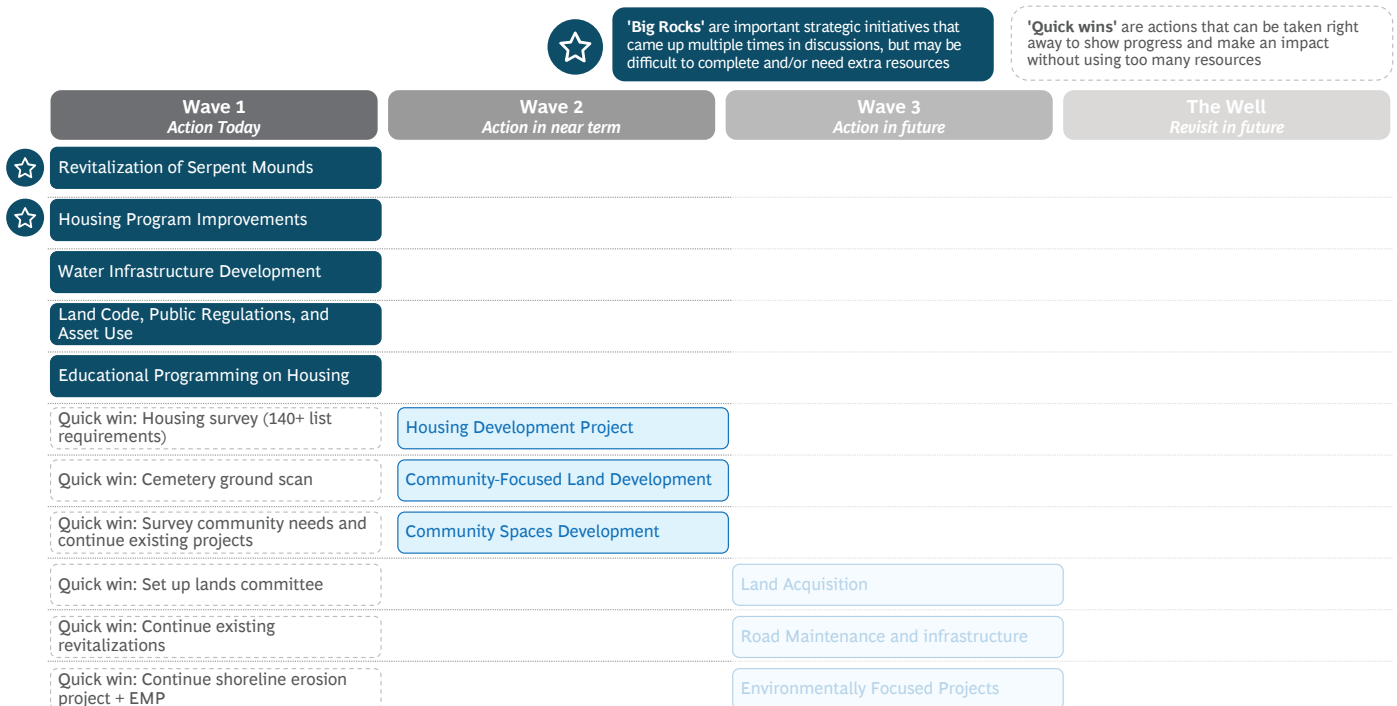 'Big Rocks' are important strategic initiatives that
came up multiple times in discussions, but may be
difficult to complete and/or need extra resources
'Quick wins' are actions that can be taken right
away to show progress and make an impact
without using too many resources
Wave 1
Action Today
Wave 2
Action in near term
Wave 3
Action in future
The Well
Revisit in future
Revitalization of Serpent Mounds
Housing Program Improvements
Water Infrastructure Development
Land Code, Public Regulations, and
Asset Use
Educational Programming on Housing
Quick win: Housing survey (140+ list
requirements)
Housing Development Project
Quick win: Cemetery ground scan
Community-Focused Land Development
Quick win: Survey community needs and
continue existing projects
Community Spaces Development
Quick win: Set up lands committee
Land Acquisition
Quick win: Continue existing
revitalizations
Road Maintenance and infrastructure
Quick win: Continue shoreline erosion
project + EMP
Environmentally Focused Projects